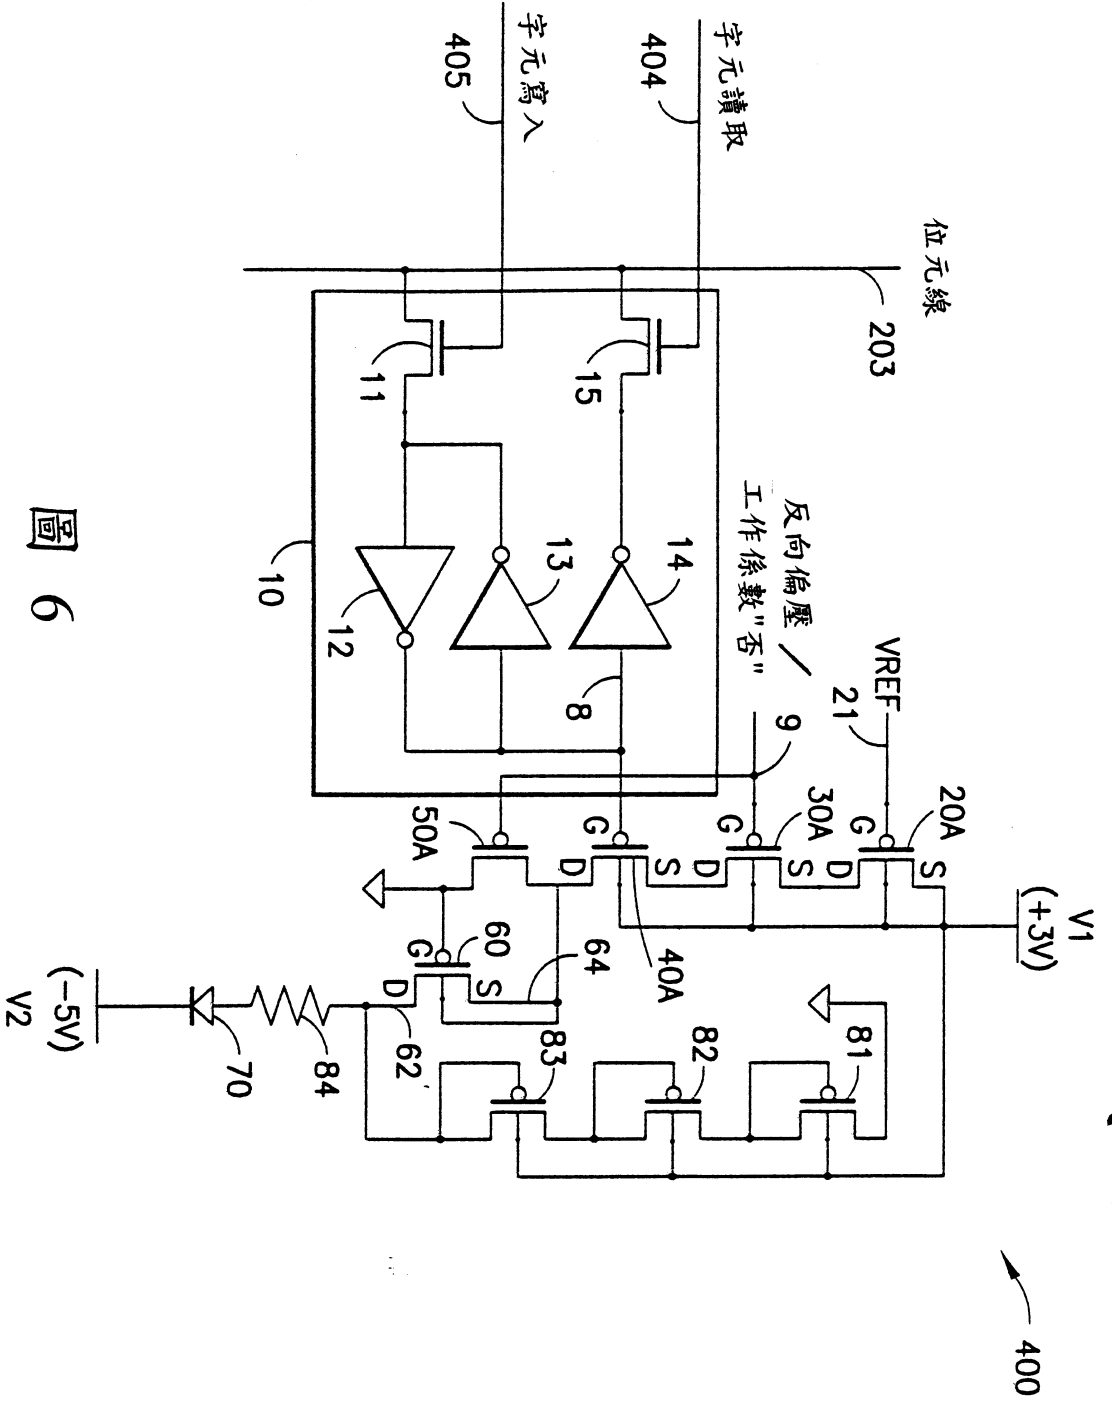 字元寫入
405
字元讀取
404
位元線
203
11
15
12
13
14
10
8
反向偏壓/
工作係數"否"
9
VREF
21
V1
(+3V)
20A
G
S
D
30A
G
S
D
40A
G
S
D
50A
60
G
S
D
64
62
81
82
83
84
70
(-5V)
V2
400
圖 6